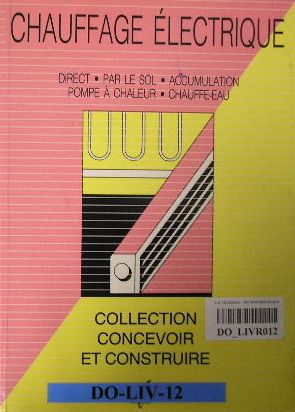 CHAUFFAGE ÉLECTRIQUE
DIRECT • PAR LE SOL • ACCUMULATION
POMPE À CHALEUR • CHAUFFE-EAU
DO_LIVR012
COLLECTION
CONCEVOIR
ET CONSTRUIRE
DO-LIV-12